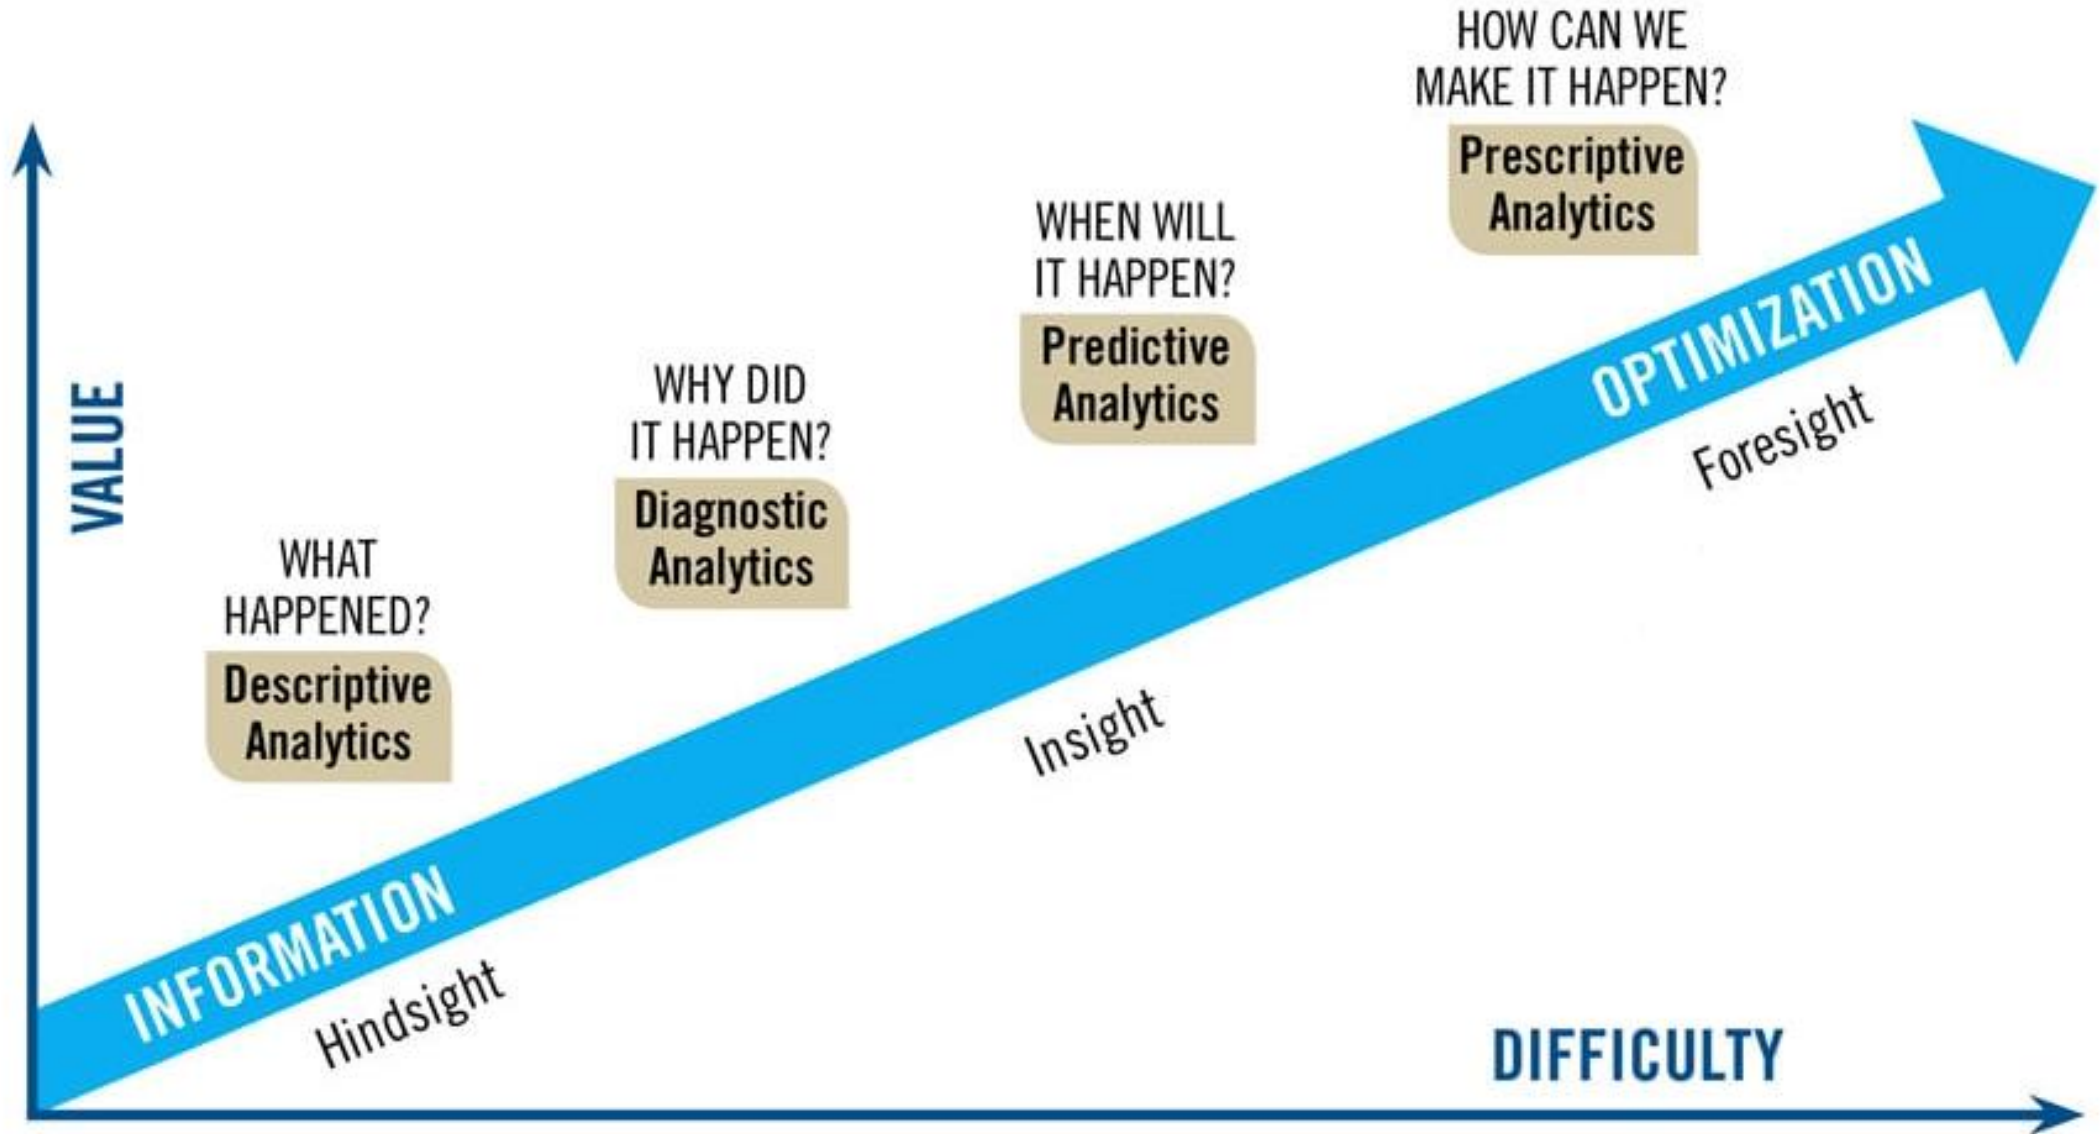 HOW CAN WE
MAKE IT HAPPEN?
Prescriptive
Analytics
WHEN WILL
IT HAPPEN?
Predictive
Analytics
WHY DID
IT HAPPEN?
Diagnostic
Analytics
WHAT
HAPPENED?
Descriptive
Analytics
VALUE
OPTIMIZATION
Foresight
Insight
INFORMATION
Hindsight
DIFFICULTY